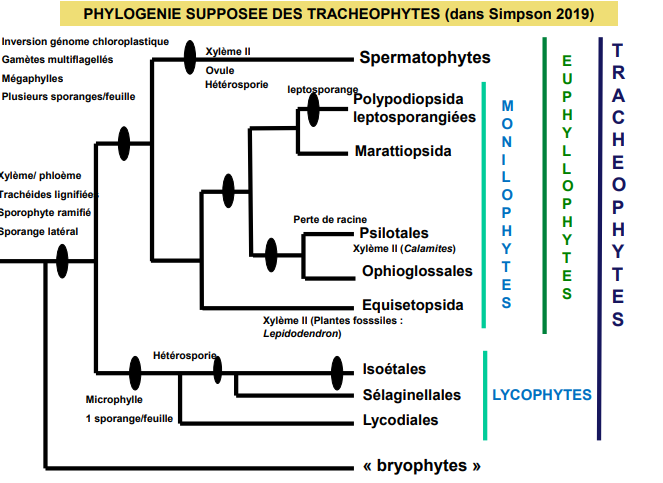 PHYLOGENIE SUPPOSEE DES TRACHEOPHYTES (dans Simpson 2019)
Inversion génome chloroplastique
Gamètes multiflagellés
Mégaphylles
Plusieurs sporanges/feuille
Xylème II
Ovule
Hétérosporie
Spermatophytes
leptosporange
Polypodiopsida
leptosporangiées
Marattiopsida
Xylème/ phloème
Trachéides lignifiées
Sporophyte ramifié
Sporange latéral
Perte de racine
Psilotales
Xylème II (Calamites)
Ophioglossales
Equisetopsida
Xylème II (Plantes fosssiles :
Lepidodendron)
Hétérosporie
Isoétales
Microphylle
1 sporange/feuille
Sélaginellales
Lycodiales
« bryophytes »
MONILOPHYTES
EUPHYLLOPHYTES
TRACHEOPHYTES
LYCOPHYTES